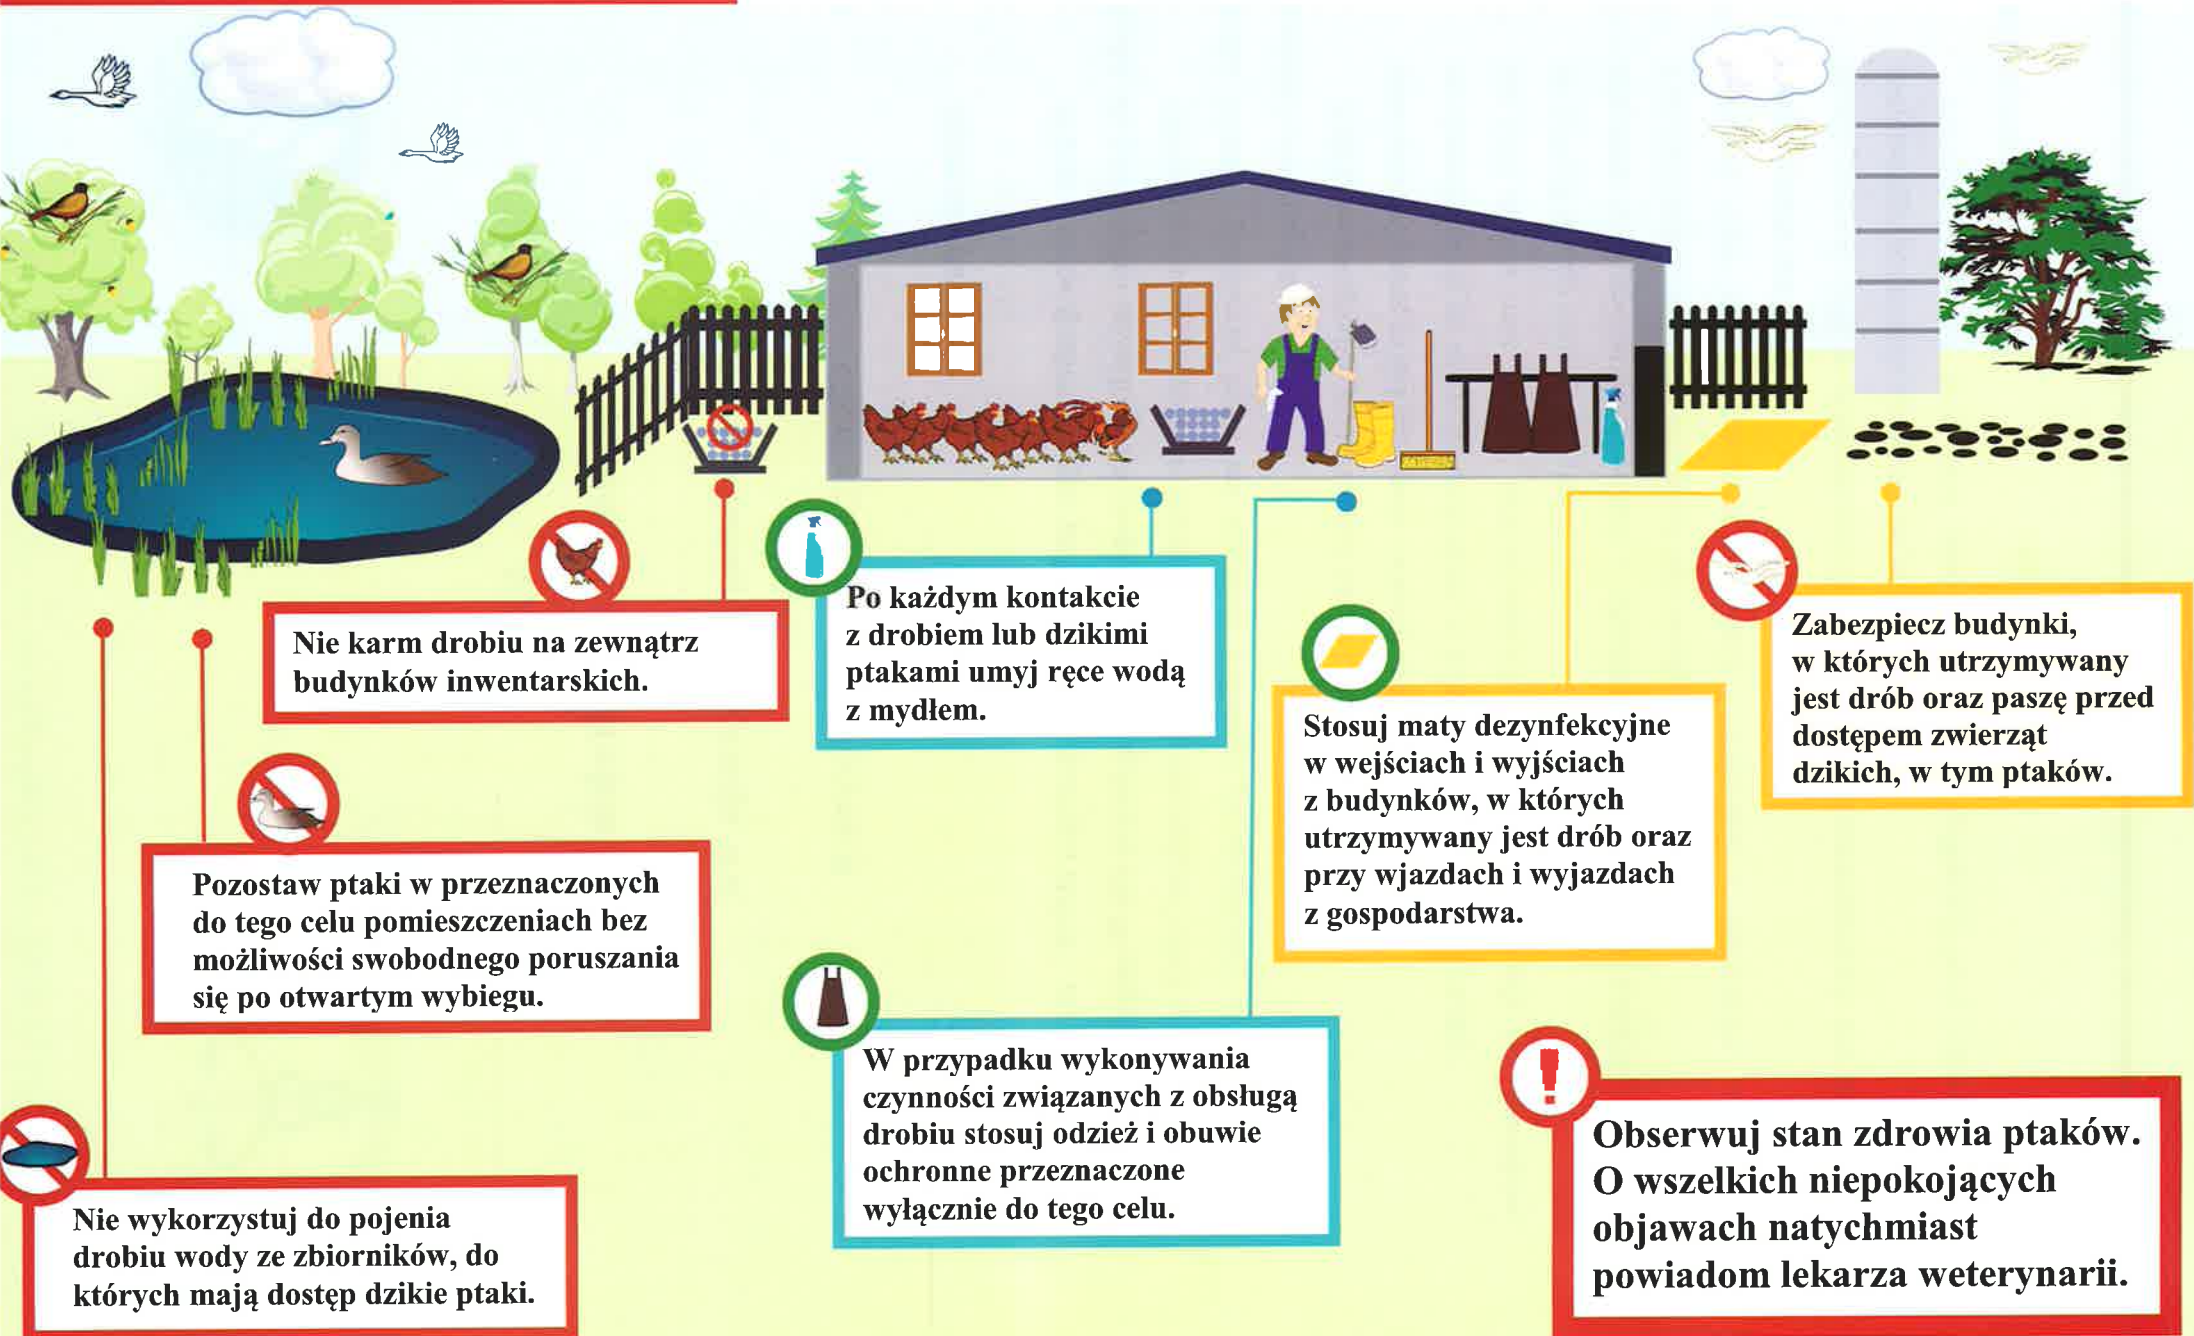 Nie karm drobiu na zewnątrz
budynków inwentarskich.
Po każdym kontakcie
z drobiem lub dzikimi
ptakami umyj ręce wodą
z mydłem.
Zabezpiecz budynki,
w których utrzymywany
jest drób oraz paszę przed
dostępem zwierząt
dzikich, w tym ptaków.
Stosuj maty dezynfekcyjne
w wejściach i wyjściach
z budynków, w których
utrzymywany jest drób oraz
przy wjazdach i wyjazdach
z gospodarstwa.
Pozostaw ptaki w przeznaczonych
do tego celu pomieszczeniach bez
możliwości swobodnego poruszania
się po otwartym wybiegu.
W przypadku wykonywania
czynności związanych z obsługą
drobiu stosuj odzież i obuwie
ochronne przeznaczone
wyłącznie do tego celu.
Nie wykorzystuj do pojenia
drobiu wody ze zbiorników, do
których mają dostęp dzikie ptaki.
Obserwuj stan zdrowia ptaków.
O wszelkich niepokojących
objawach natychmiast
powiadom lekarza weterynarii.